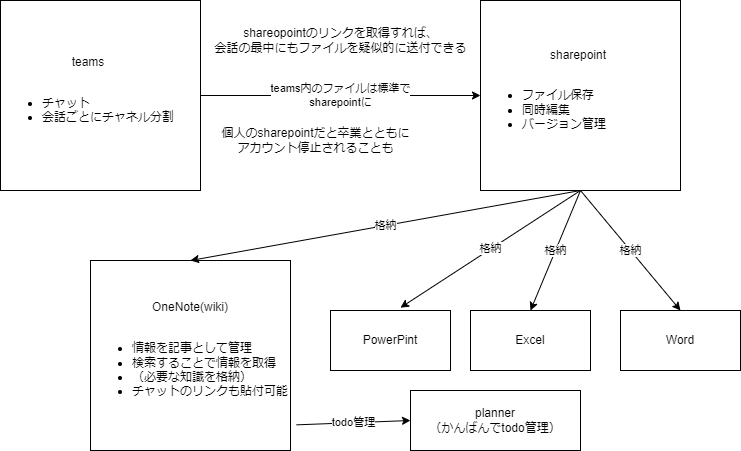 teams
チャット
会話ごとにチャネル分割
shareopointのリンクを取得すれば、
会話の最中にもファイルを疑似的に送付できる
teams内のファイルは標準で
sharepointに
個人のsharepointだと卒業とともに
アカウント停止されることも
sharepoint
ファイル保存
同時編集
バージョン管理
格納
格納
格納
格納
OneNote(wiki)
情報を記事として管理
検索することで情報を取得
（必要な知識を格納）
チャットのリンクも貼付可能
PowerPint
Excel
Word
todo管理
planner
（かんばんでtodo管理）